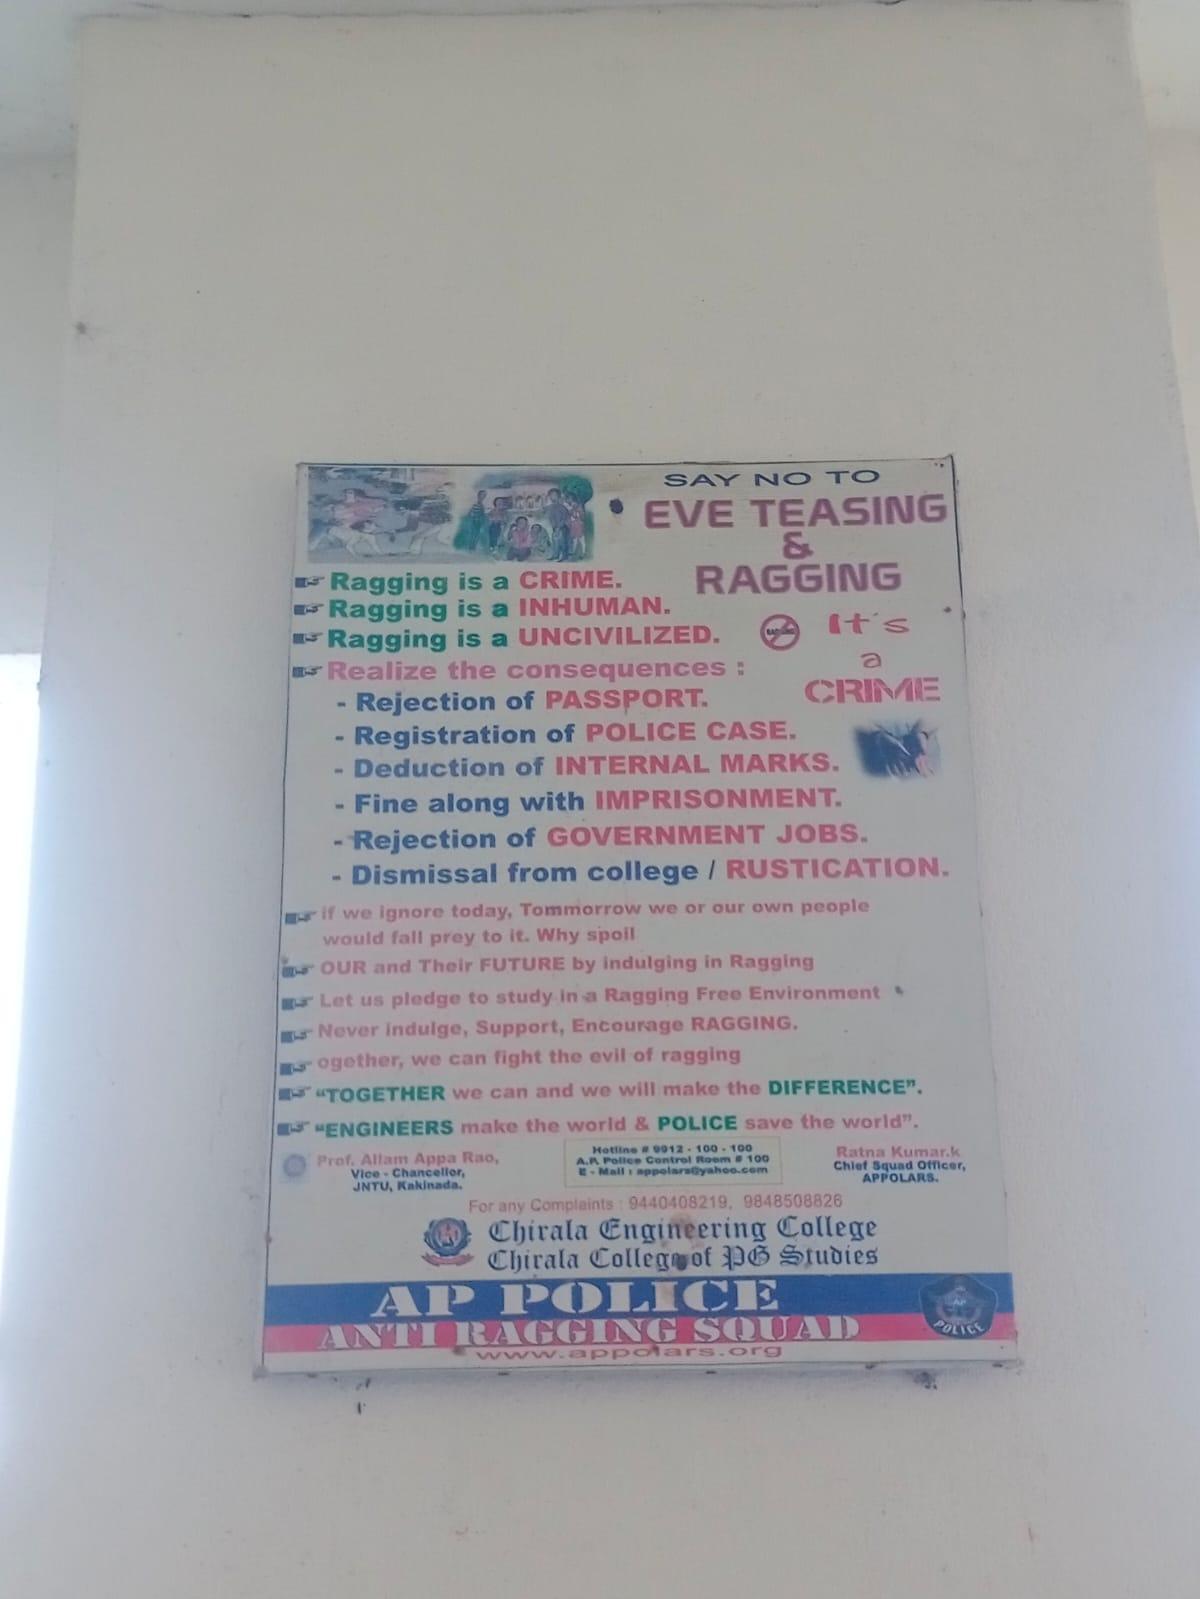 SAY NO TO
EVE TEASING
&
RAGGING
It's
a
CRIME
Ragging is a CRIME.
Ragging is a INHUMAN.
Ragging is a UNCIVILIZED.
Realize the consequences :
- Rejection of PASSPORT.
- Registration of POLICE CASE.
- Deduction of INTERNAL MARKS.
- Fine along with IMPRISONMENT.
- Rejection of GOVERNMENT JOBS.
- Dismissal from college / RUSTICATION.
if we ignore today, Tommorrow we or our own people
would fall prey to it. Why spoil
OUR and Their FUTURE by indulging in Ragging
Let us pledge to study in a Ragging Free Environment
Never indulge, Support, Encourage RAGGING.
ogether, we can fight the evil of ragging
"TOGETHER we can and we will make the DIFFERENCE".
"ENGINEERS make the world & POLICE save the world".
Prof. Allam Appa Rao,
Vice - Chancellor,
JNTU, Kakinada.
Hotline # 9912 - 100 - 100
A.P. Police Control Room # 100
E - Mail : appolars@yahoo.com
Ratna Kumar.k
Chief Squad Officer,
APPOLARS.
For any Complaints : 9440408219, 9848508826
Chirala Engineering College
Chirala College of PG Studies
AP POLICE
ANTI RAGGING SQUAD
www.appolars.org
AP
POLICE